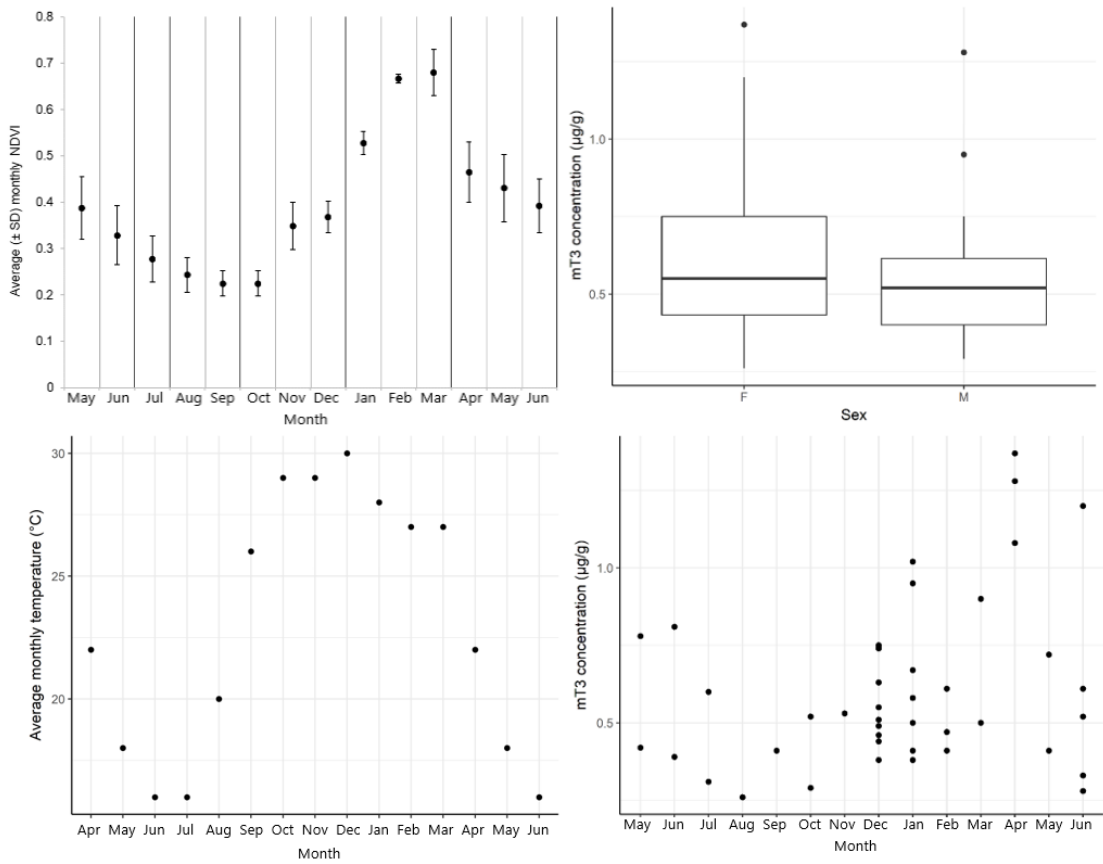 0.8
0.7
0.6
0.5
0.4
0.3
0.2
0.1
0
Average (± SD) monthly NDVI
May Jun Jul Aug Sep Oct Nov Dec Jan Feb Mar Apr May Jun
Month
1.0
0.5
mT3 concentration (µg/g)
F M
Sex
30
25
20
Average monthly temperature (°C)
Apr May Jun Jul Aug Sep Oct Nov Dec Jan Feb Mar Apr May Jun
Month
1.0
0.5
mT3 concentration (µg/g)
May Jun Jul Aug Sep Oct Nov Dec Jan Feb Mar Apr May Jun
Month